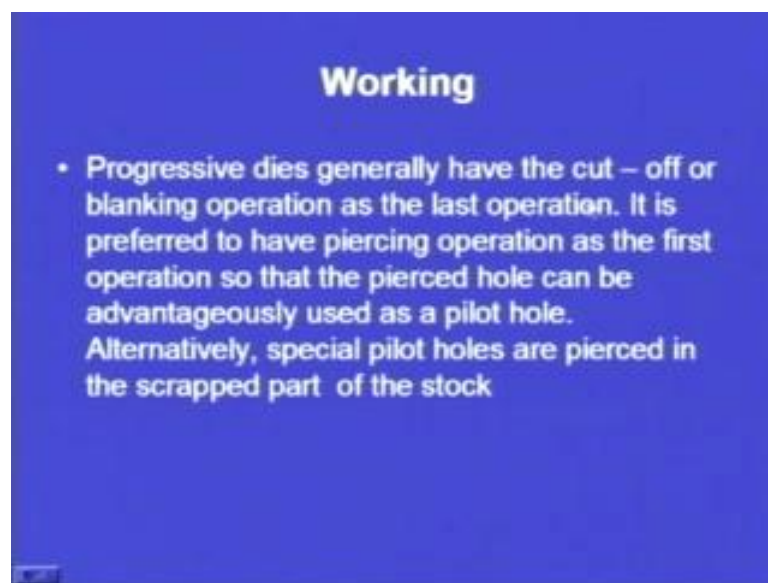 Working
• Progressive dies generally have the cut – off or
blanking operation as the last operation. It is
preferred to have piercing operation as the first
operation so that the pierced hole can be
advantageously used as a pilot hole.
Alternatively, special pilot holes are pierced in
the scrapped part  of the stock